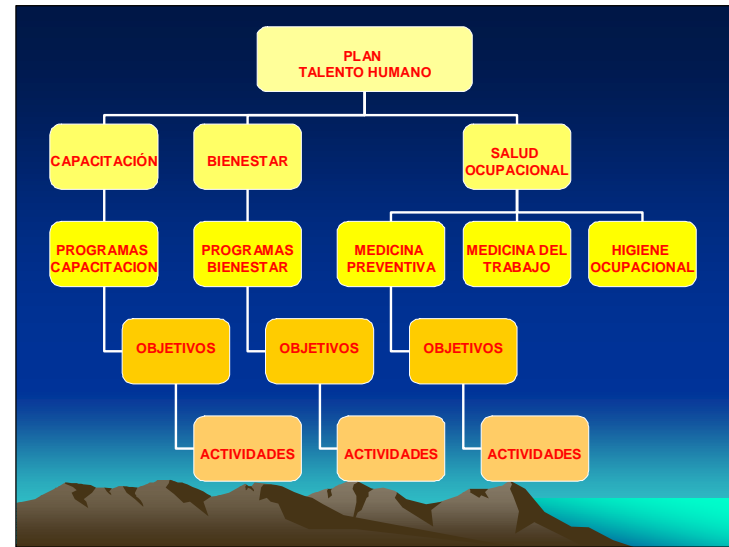 PLAN
TALENTO HUMANO
CAPACITACIÓN
BIENESTAR
SALUD
OCUPACIONAL
PROGRAMAS
CAPACITACION
PROGRAMAS
BIENESTAR
MEDICINA
PREVENTIVA
MEDICINA DEL
TRABAJO
HIGIENE
OCUPACIONAL
OBJETIVOS
OBJETIVOS
OBJETIVOS
ACTIVIDADES
ACTIVIDADES
ACTIVIDADES